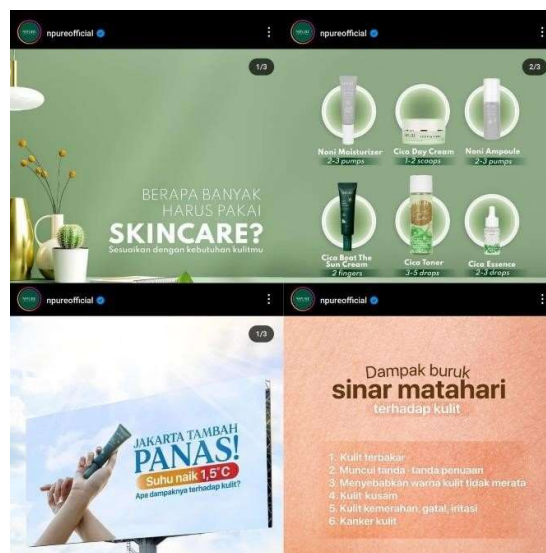 npureofficial
1/3
BERAPA BANYAK
HARUS PAKAI
SKINCARE?
Sesuaikan dengan kebutuhan kulitmu
npureofficial
2/3
Noni Moisturizer
2-3 pumps
Cica Day Cream
1-2 scoops
Noni Ampoule
2-3 pumps
Cica Beat The
Sun Cream
2 fingers
Cica Toner
3-5 drops
Cica Essence
2-3 drops
npureofficial
1/3
JAKARTA TAMBAH
PANAS!
Suhu naik 1,5°C
Apa dampaknya terhadap kulit?
npureofficial
Dampak buruk
sinar matahari
terhadap kulit
1. Kulit terbakar
2. Muncul tanda - tanda penuaan
3. Menyebabkan warna kulit tidak merata
4. Kulit kusam
5. Kulit kemerahan, gatal, iritasi
6. Kanker kulit